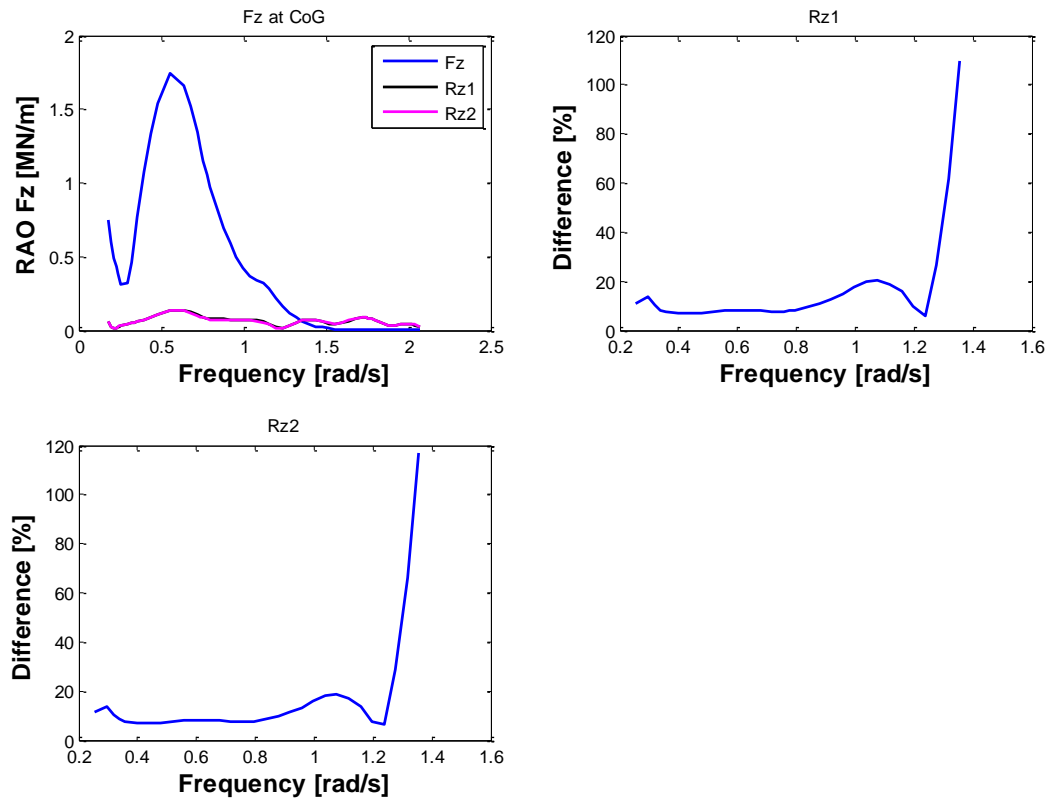 Fz at CoG
RAO Fz [MN/m]
2
1.5
1
0.5
0
Fz
Rz1
Rz2
0 0.5 1 1.5 2 2.5
Frequency [rad/s]
Rz1
Difference [%]
120
100
80
60
40
20
0
0.2 0.4 0.6 0.8 1 1.2 1.4 1.6
Frequency [rad/s]
Rz2
Difference [%]
120
100
80
60
40
20
0
0.2 0.4 0.6 0.8 1 1.2 1.4 1.6
Frequency [rad/s]